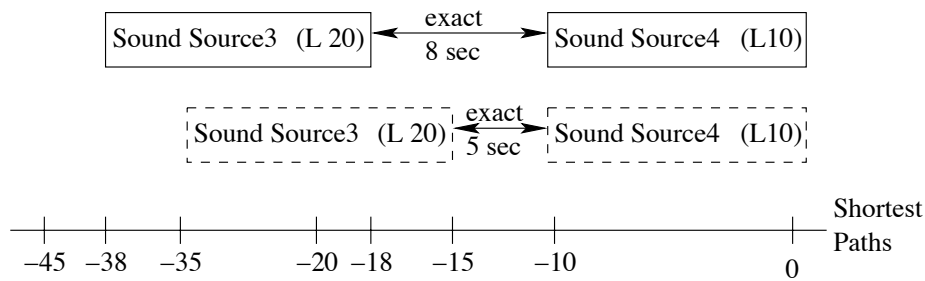 Sound Source3 (L 20) exact 8 sec Sound Source4 (L10)
Sound Source3 (L 20) exact 5 sec Sound Source4 (L10)
Shortest Paths
–45 –38 –35 –20 –18 –15 –10 0